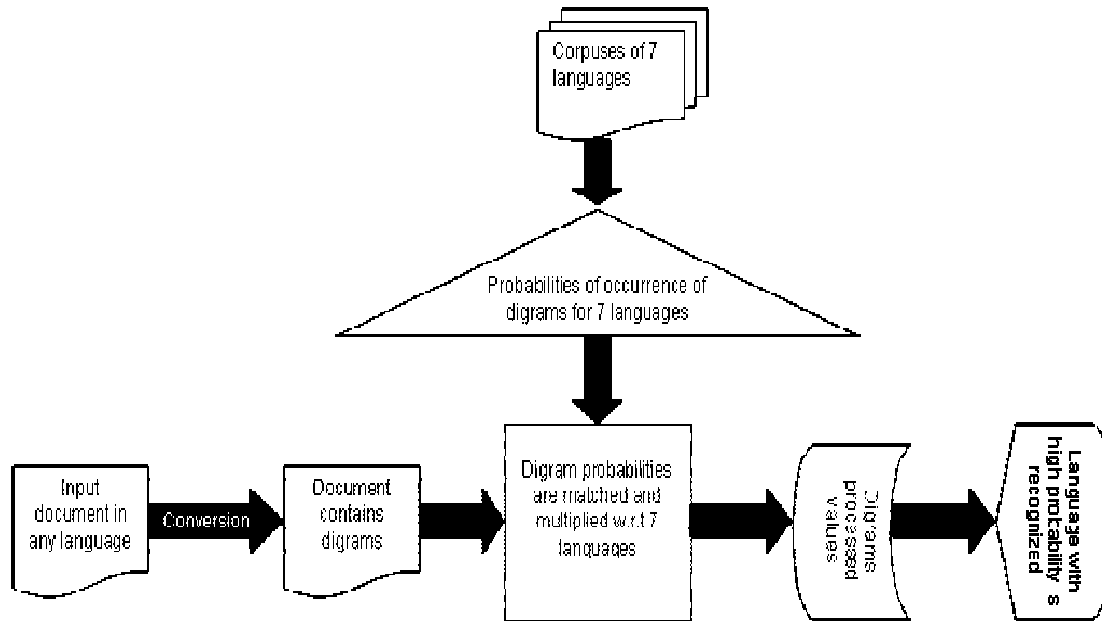 Corpuses of 7
languages
Probabilities of occurrence of
digrams for 7 languages
Input
document in
any language
Conversion
Document
contains
digrams
Digram probabilities
are matched and
multiplied w.r.t 7
languages
Digrams
processed
values
Language with
high probability s
recognized